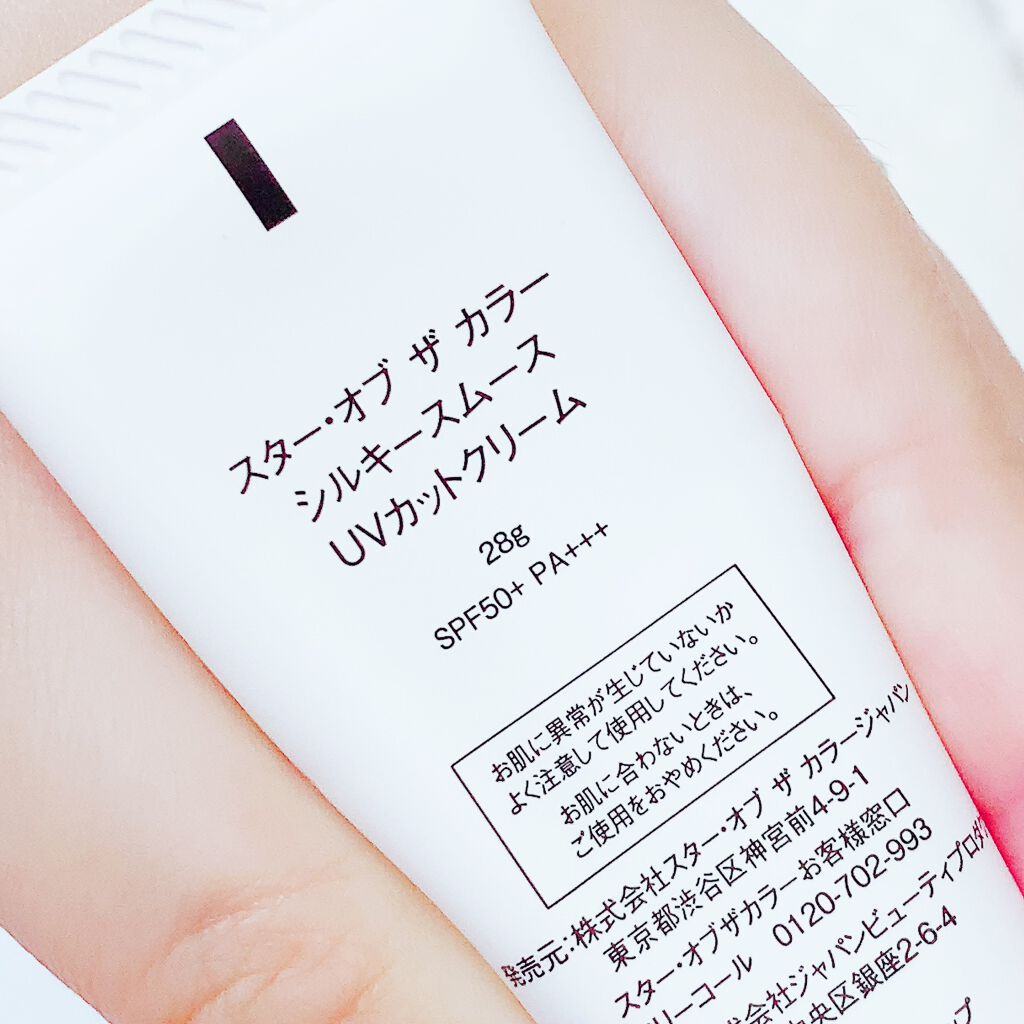 スター・オブ ザ カラー
シルキースムース
UVカットクリーム
28g
SPF50+ PA+++
お肌に異常が生じていないか
よく注意して使用してください。
お肌に合わないときは、
ご使用をおやめください。
発売元:株式会社スター・オブ ザ カラージャパン
東京都渋谷区神宮前4-9-1
スター・オブザカラーお客様窓口
リーコール 0120-702-993
会社ジャパンビューティプロダ
央区銀座2-6-4